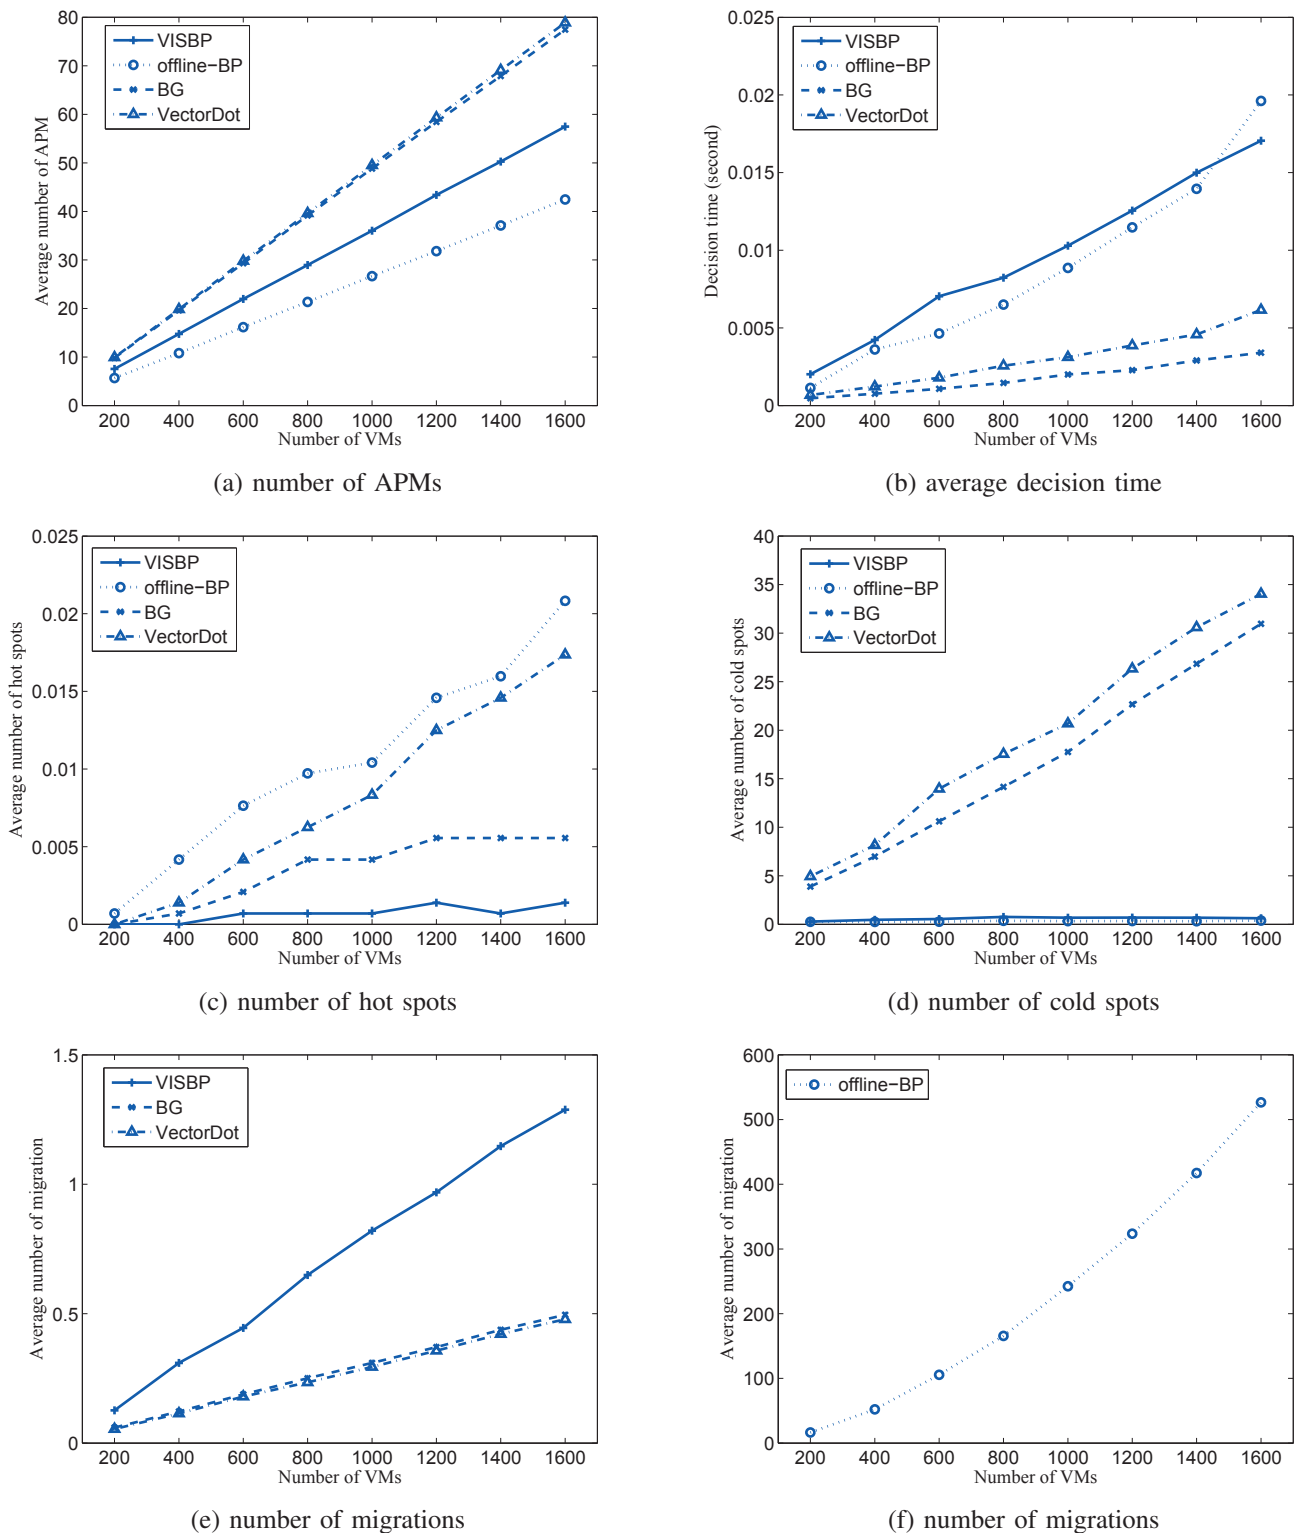 80
70
60
50
40
30
20
10
0
Average number of APM
VISBP
offline−BP
BG
VectorDot
200 400 600 800 1000 1200 1400 1600
Number of VMs
(a) number of APMs
0.025
0.02
0.015
0.01
0.005
0
Decision time (second)
VISBP
offline−BP
BG
VectorDot
200 400 600 800 1000 1200 1400 1600
Number of VMs
(b) average decision time
0.025
0.02
0.015
0.01
0.005
0
Average number of hot spots
VISBP
offline−BP
BG
VectorDot
200 400 600 800 1000 1200 1400 1600
Number of VMs
(c) number of hot spots
40
35
30
25
20
15
10
5
0
Average number of cold spots
VISBP
offline−BP
BG
VectorDot
200 400 600 800 1000 1200 1400 1600
Number of VMs
(d) number of cold spots
1.5
1
0.5
0
Average number of migration
VISBP
BG
VectorDot
200 400 600 800 1000 1200 1400 1600
Number of VMs
(e) number of migrations
600
500
400
300
200
100
0
Average number of migration
offline−BP
200 400 600 800 1000 1200 1400 1600
Number of VMs
(f) number of migrations